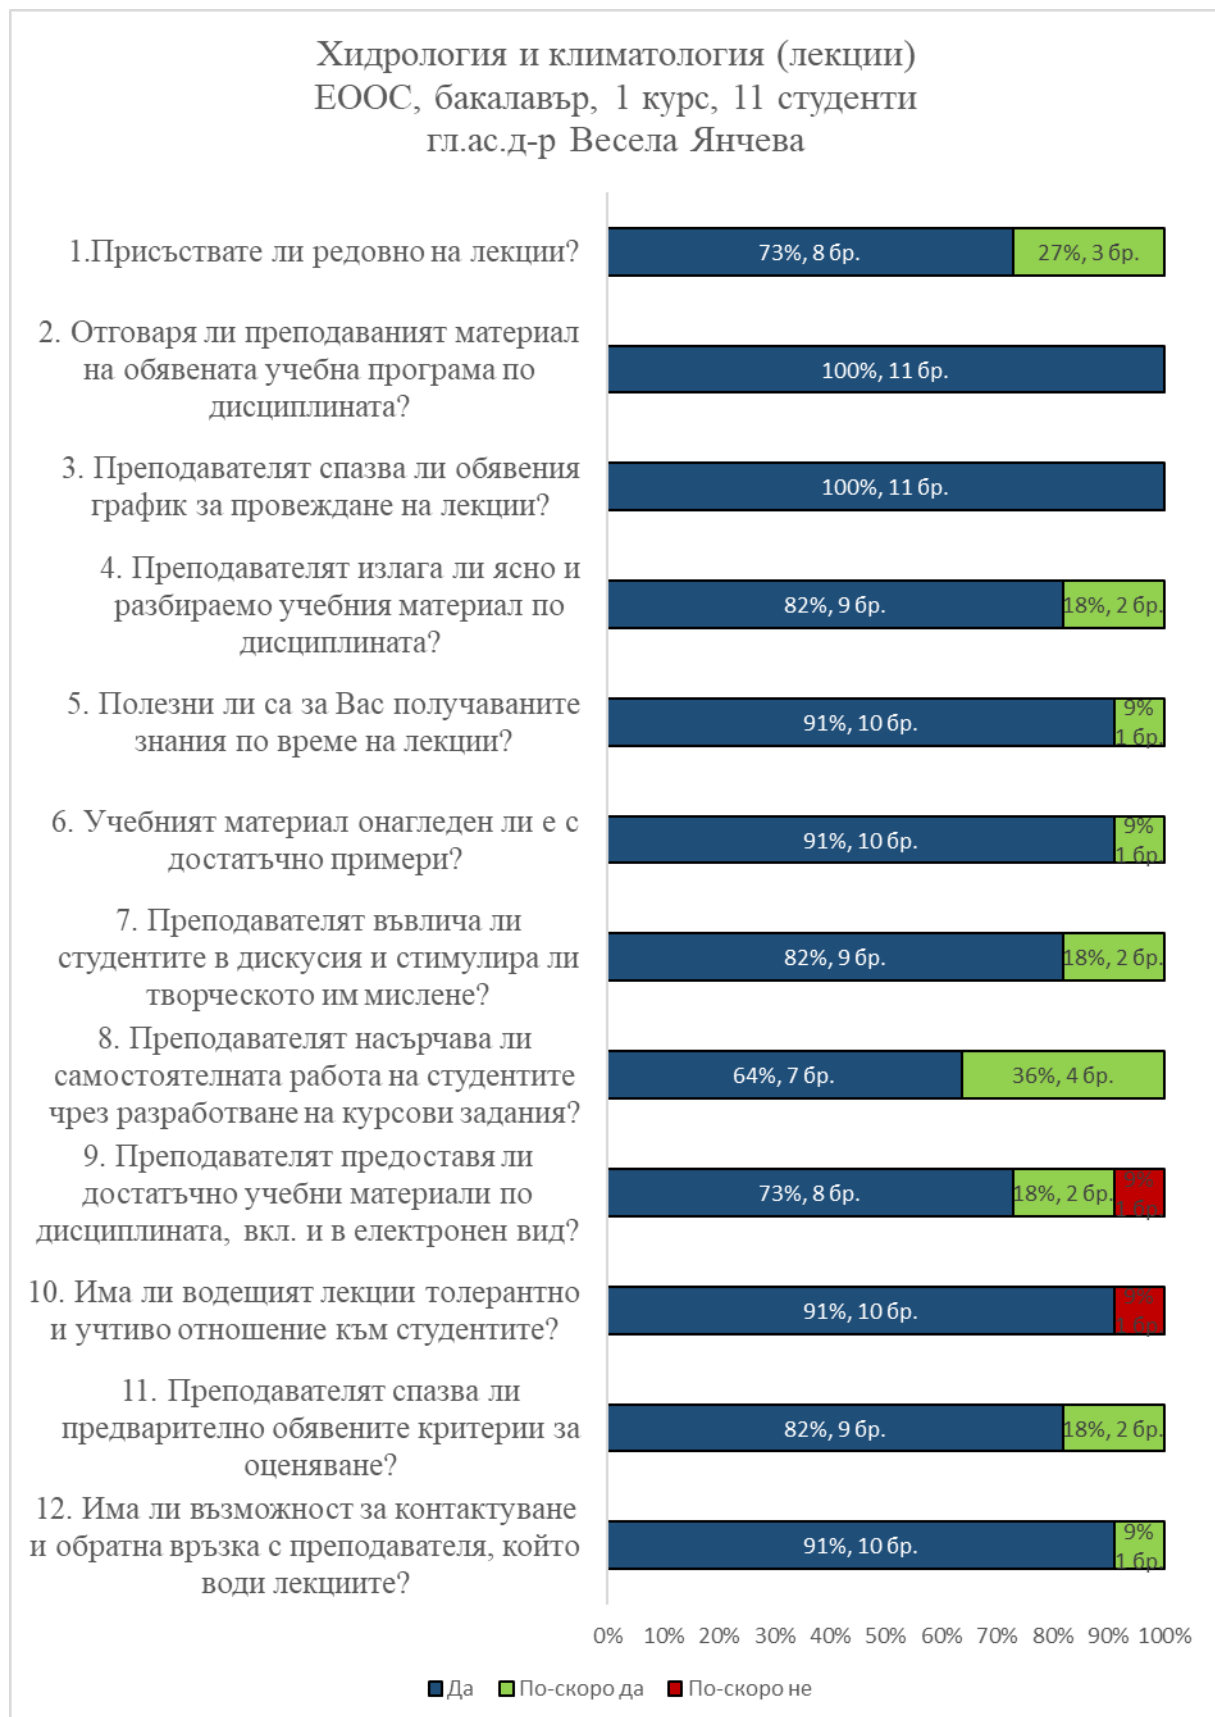 Хидрология и климатология (лекции)
ЕООС, бакалавър, 1 курс, 11 студенти
гл.ас.д-р Весела Янчева
1.Присъствате ли редовно на лекции?
73%, 8 бр.
27%, 3 бр.
2. Отговаря ли преподаваният материал
на обявената учебна програма по
дисциплината?
100%, 11 бр.
3. Преподавателят спазва ли обявения
график за провеждане на лекции?
100%, 11 бр.
4. Преподавателят излага ли ясно и
разбираемо учебния материал по
дисциплината?
82%, 9 бр.
18%, 2 бр.
5. Полезни ли са за Вас получаваните
знания по време на лекции?
91%, 10 бр.
9%
1 бр.
6. Учебният материал онагледен ли е с
достатъчно примери?
91%, 10 бр.
9%
1 бр.
7. Преподавателят въвлича ли
студентите в дискусия и стимулира ли
творческото им мислене?
82%, 9 бр.
18%, 2 бр.
8. Преподавателят насърчава ли
самостоятелната работа на студентите
чрез разработване на курсови задания?
64%, 7 бр.
36%, 4 бр.
9. Преподавателят предоставя ли
достатъчно учебни материали по
дисциплината, вкл. и в електронен вид?
73%, 8 бр.
18%, 2 бр.
9%
1 бр.
10. Има ли водещият лекции толерантно
и учтиво отношение към студентите?
91%, 10 бр.
9%
1 бр.
11. Преподавателят спазва ли
предварително обявените критерии за
оценяване?
82%, 9 бр.
18%, 2 бр.
12. Има ли възможност за контактуване
и обратна връзка с преподавателя, който
води лекциите?
91%, 10 бр.
9%
1 бр.
0% 10% 20% 30% 40% 50% 60% 70% 80% 90% 100%
Да По-скоро да По-скоро не